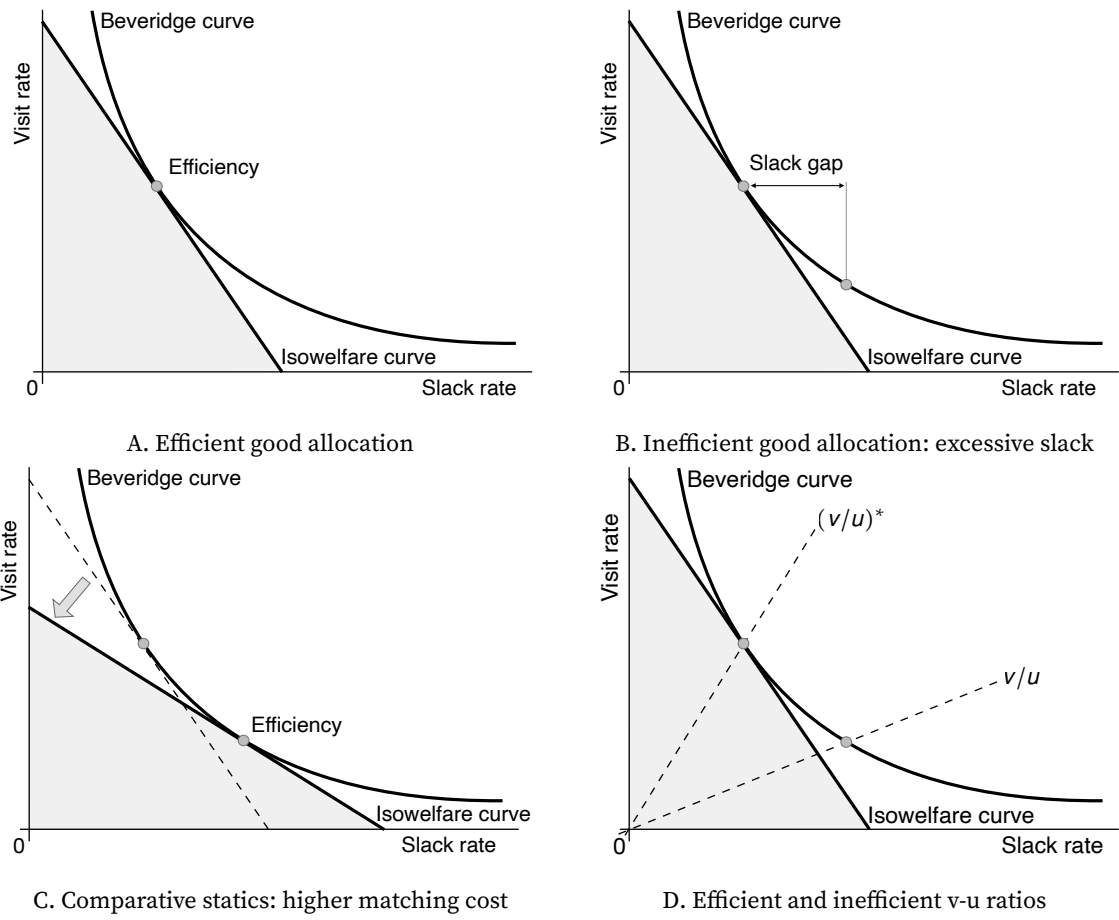 Beveridge curve
Visit rate
Efficiency
Isowelfare curve
0
Slack rate
A. Efficient good allocation
Beveridge curve
Visit rate
Slack gap
Isowelfare curve
0
Slack rate
B. Inefficient good allocation: excessive slack
Beveridge curve
Visit rate
Efficiency
Isowelfare curve
0
Slack rate
C. Comparative statics: higher matching cost
Beveridge curve
(v/u)*
Visit rate
v/u
Isowelfare curve
0
Slack rate
D. Efficient and inefficient v-u ratios